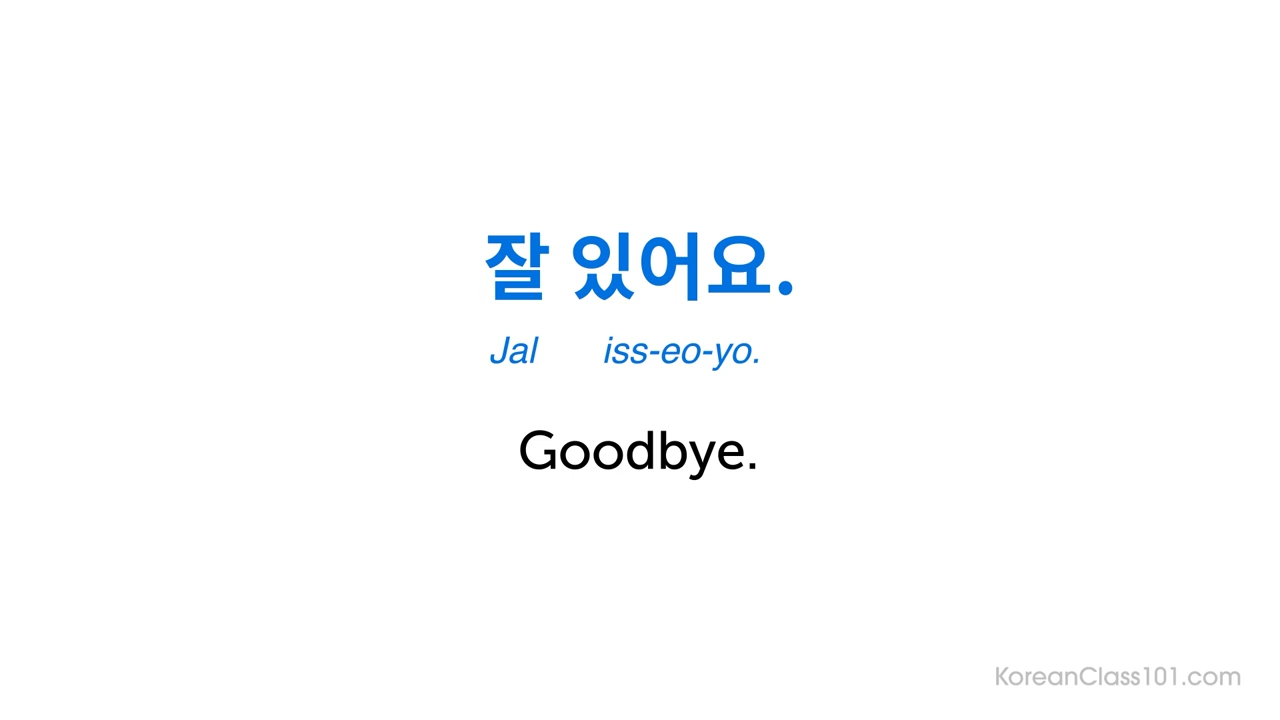 잘 있어요.
Jal iss-eo-yo.
Goodbye.
KoreanClass101.com